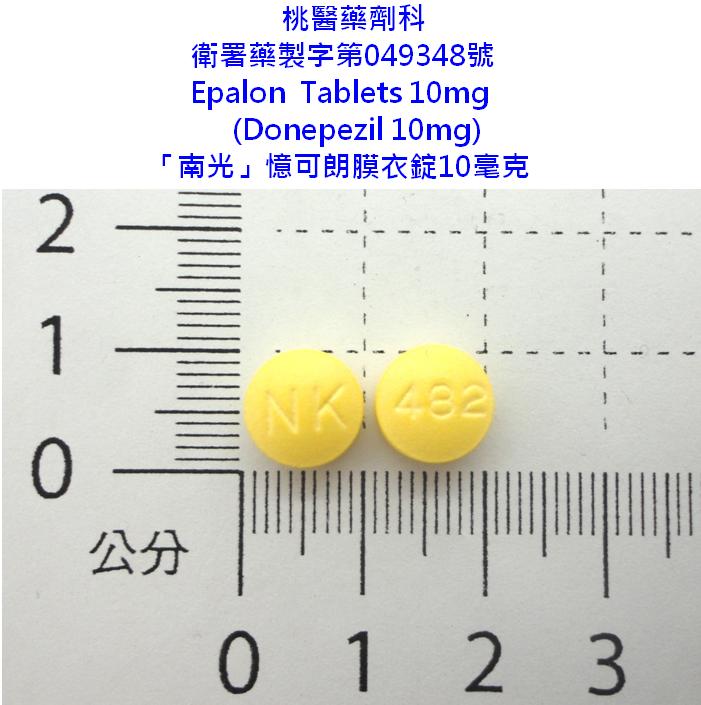 桃醫藥劑科
衛署藥製字第049348號
Epalon Tablets 10mg
(Donepezil 10mg)
「南光」憶可朗膜衣錠10毫克
2
1
0
NK
482
公分
0 1 2 3